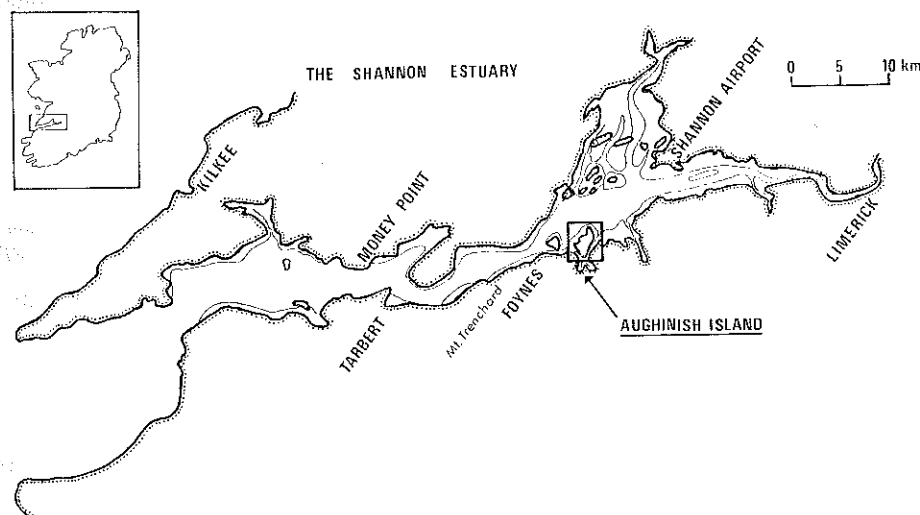 THE SHANNON ESTUARY
0 5 10 km
SHANNON AIRPORT
KILKEE
MONEY POINT
LIMERICK
FOYNES
Mt. Trenchard
TARBERT
AUGHINISH ISLAND